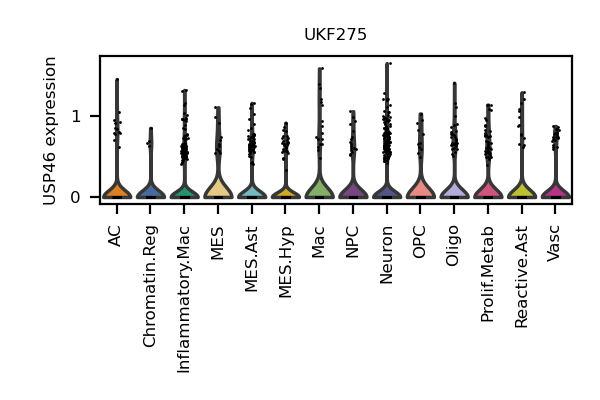 UKF275
USP46 expression
1
0
AC
Chromatin.Reg
Inflammatory.Mac
MES
MES.Ast
MES.Hyp
Mac
NPC
Neuron
OPC
Oligo
Prolif.Metab
Reactive.Ast
Vasc